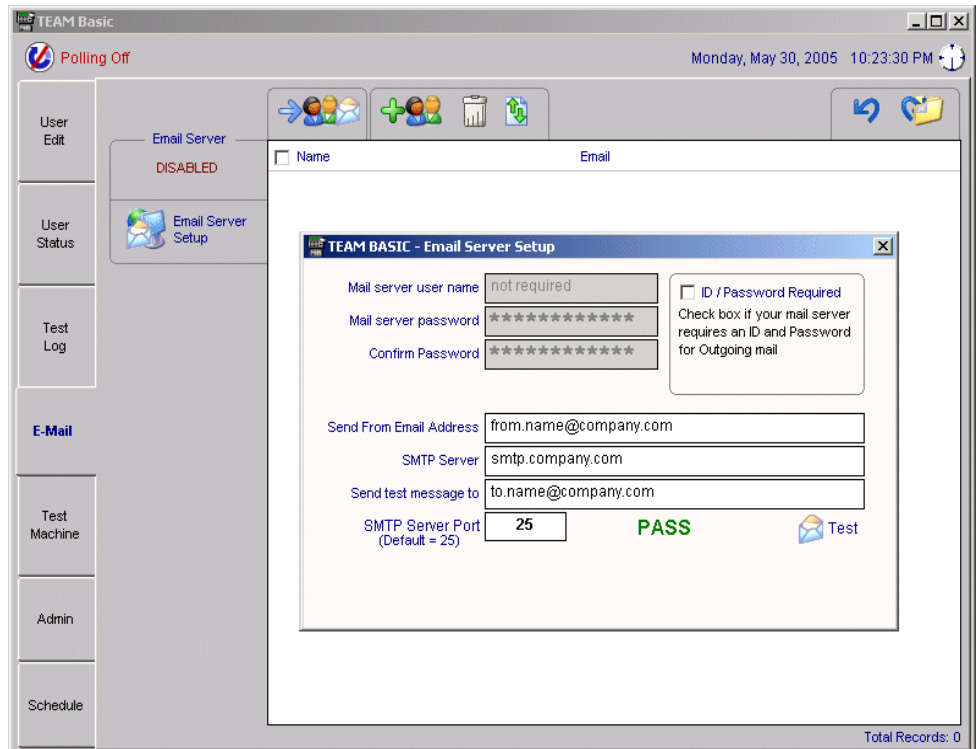 TEAM Basic
Polling Off
Monday, May 30, 2005 10:23:30 PM
User
Edit
User
Status
Test
Log
E-Mail
Test
Machine
Admin
Schedule
Email Server
DISABLED
Email Server
Setup
Name Email
TEAM BASIC - Email Server Setup
Mail server user name not required
Mail server password ************
Confirm Password ************
ID / Password Required
Check box if your mail server
requires an ID and Password
for Outgoing mail
Send From Email Address from.name@company.com
SMTP Server smtp.company.com
Send test message to to.name@company.com
SMTP Server Port 25 PASS Test
(Default = 25)
Total Records: 0